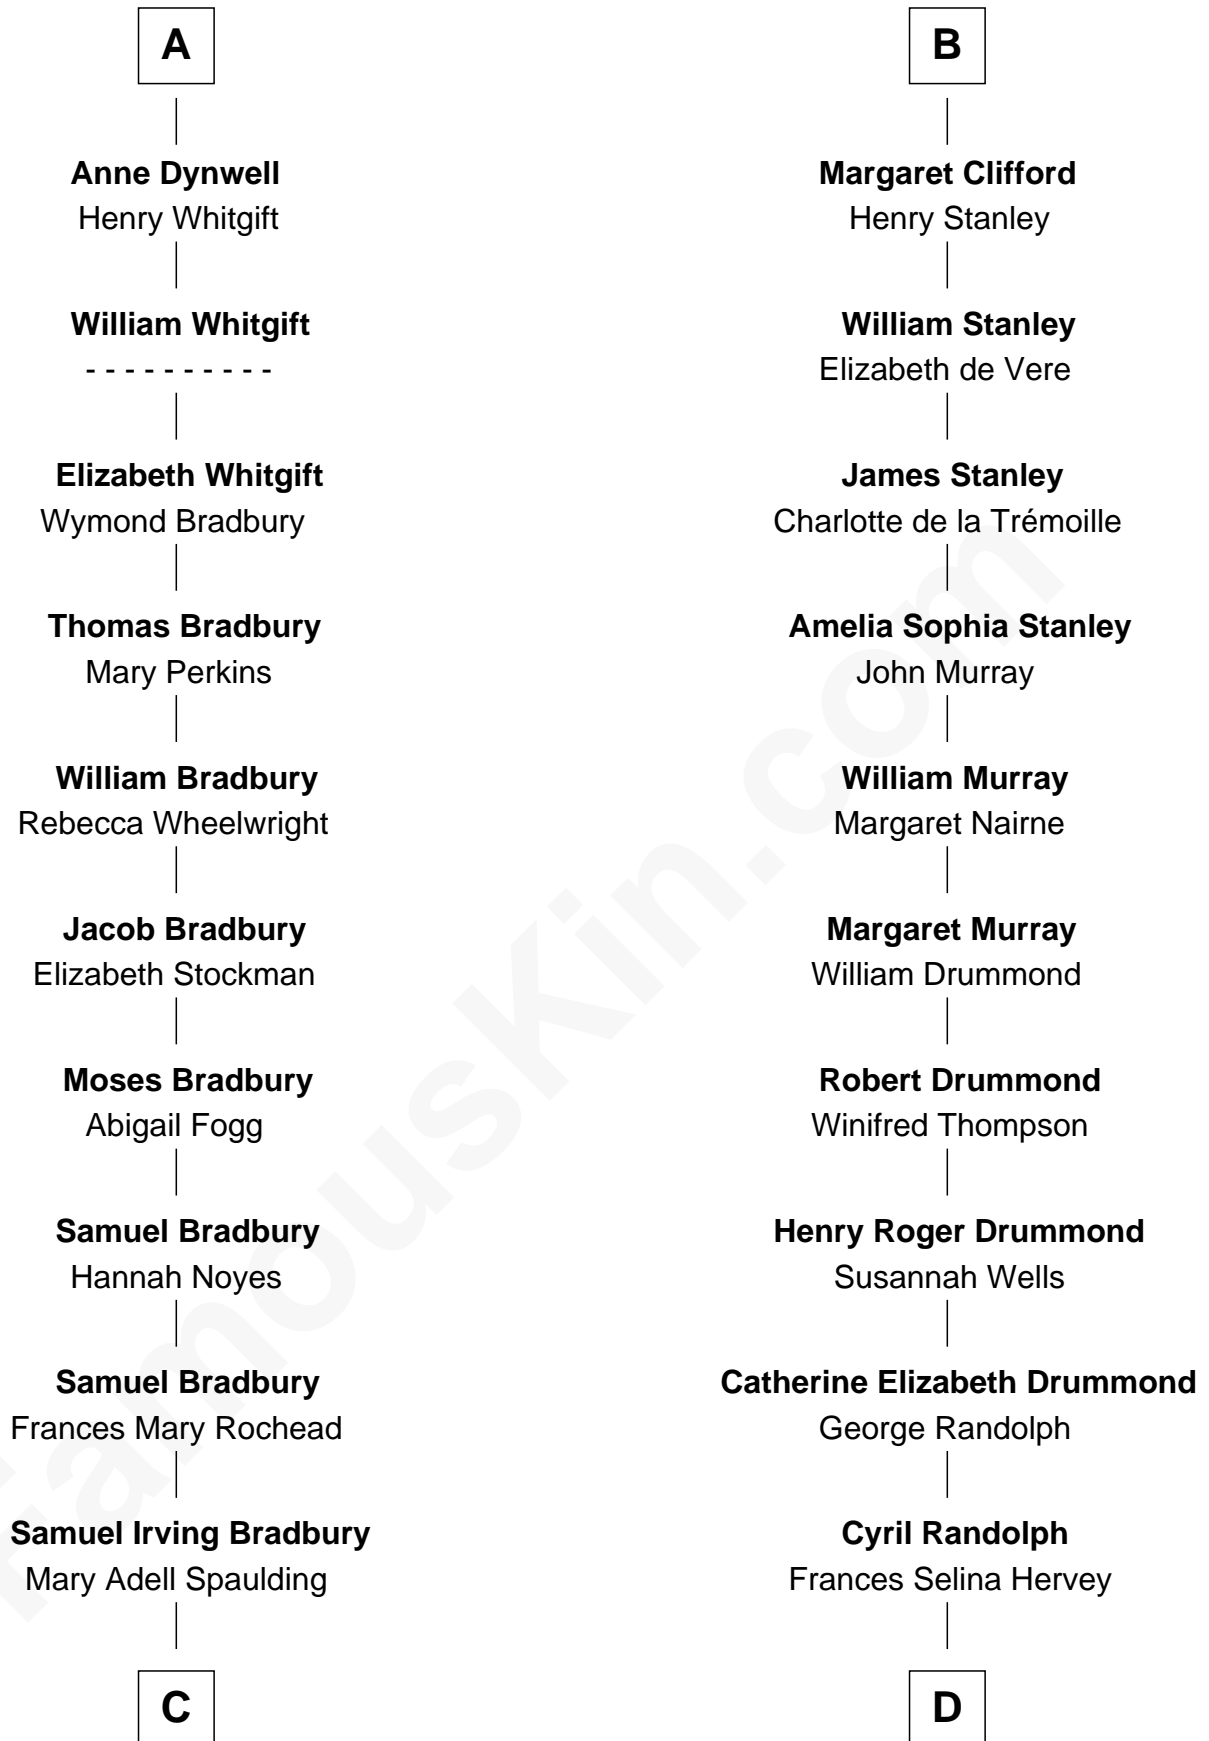 A
Anne Dynwell
Henry Whitgift
William Whitgift
- - - - - - - - - -
Elizabeth Whitgift
Wymond Bradbury
Thomas Bradbury
Mary Perkins
William Bradbury
Rebecca Wheelwright
Jacob Bradbury
Elizabeth Stockman
Moses Bradbury
Abigail Fogg
Samuel Bradbury
Hannah Noyes
Samuel Bradbury
Frances Mary Rochead
Samuel Irving Bradbury
Mary Adell Spaulding
C
B
Margaret Clifford
Henry Stanley
William Stanley
Elizabeth de Vere
James Stanley
Charlotte de la Trémoille
Amelia Sophia Stanley
John Murray
William Murray
Margaret Nairne
Margaret Murray
William Drummond
Robert Drummond
Winifred Thompson
Henry Roger Drummond
Susannah Wells
Catherine Elizabeth Drummond
George Randolph
Cyril Randolph
Frances Selina Hervey
D
FamousKin.com